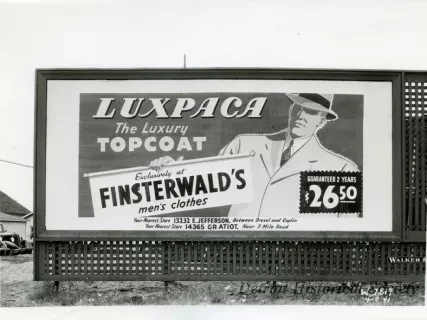 LUXPACA
The Luxury
TOPCOAT
Exclusively at
FINSTERWALD'S
men's clothes
GUARANTEED 2 YEARS
$26.50
Your Nearest Store 13232 E. JEFFERSON, Between Drexel and Coplin
Your Nearest Store 14365 GRATIOT, Near 7-Mile Road
WALKER &
Detroit Historical Society